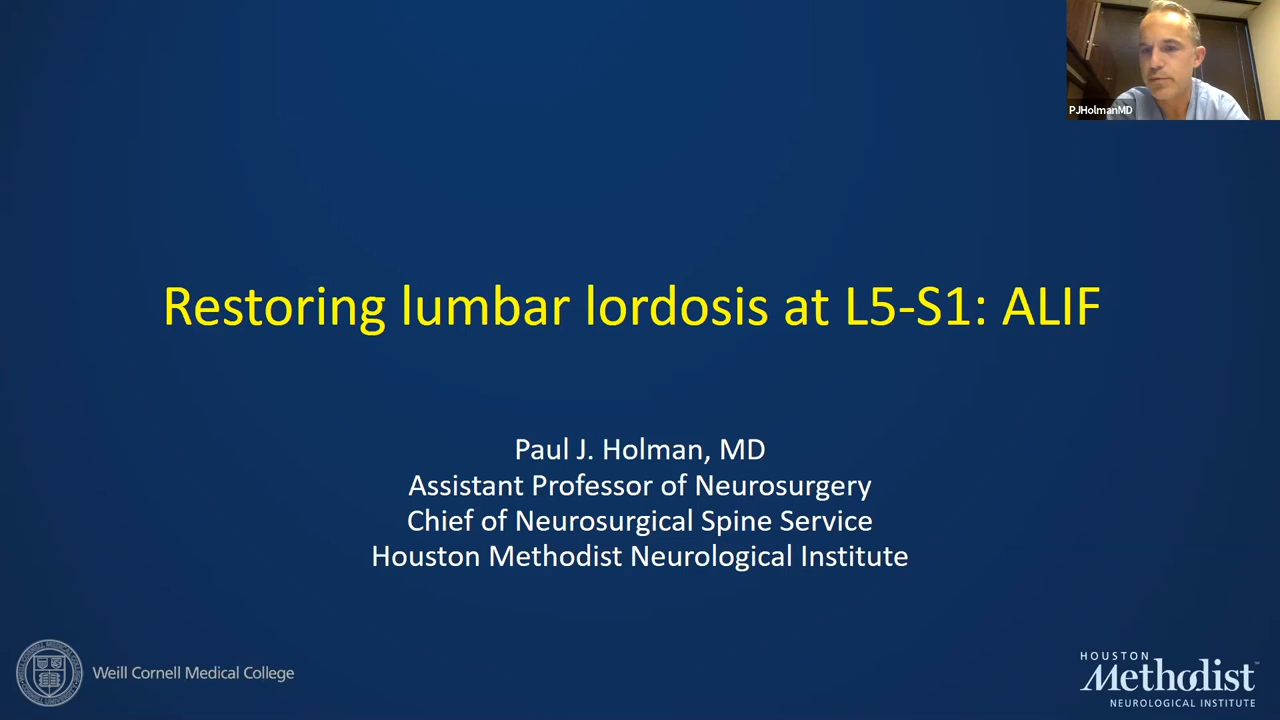 PJHolmanMD
Restoring lumbar lordosis at L5-S1: ALIF
Paul J. Holman, MD
Assistant Professor of Neurosurgery
Chief of Neurosurgical Spine Service
Houston Methodist Neurological Institute
Weill Cornell Medical College
HOUSTON
Methodist
NEUROLOGICAL INSTITUTE